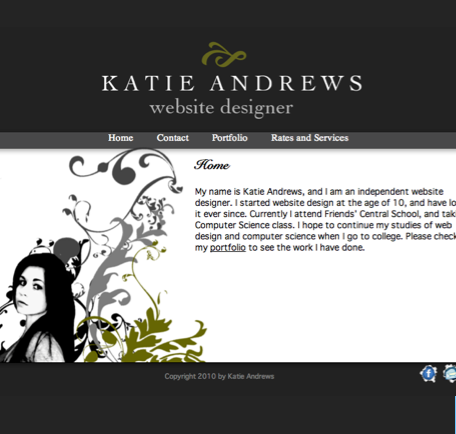 KATIE ANDREWS
website designer
Home Contact Portfolio Rates and Services
Home
My name is Katie Andrews, and I am an independent website
designer. I started website design at the age of 10, and have lo
it ever since. Currently I attend Friends' Central School, and tak
Computer Science class. I hope to continue my studies of web
design and computer science when I go to college. Please check
my portfolio to see the work I have done.
Copyright 2010 by Katie Andrews